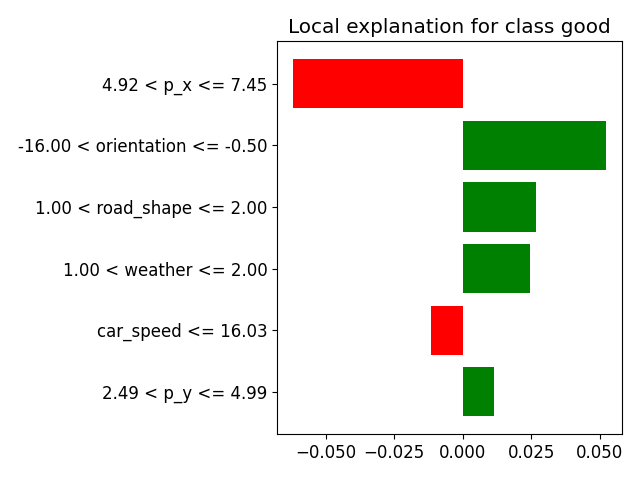 Local explanation for class good
4.92 < p_x <= 7.45
-16.00 < orientation <= -0.50
1.00 < road_shape <= 2.00
1.00 < weather <= 2.00
car_speed <= 16.03
2.49 < p_y <= 4.99
−0.050 −0.025 0.000 0.025 0.050